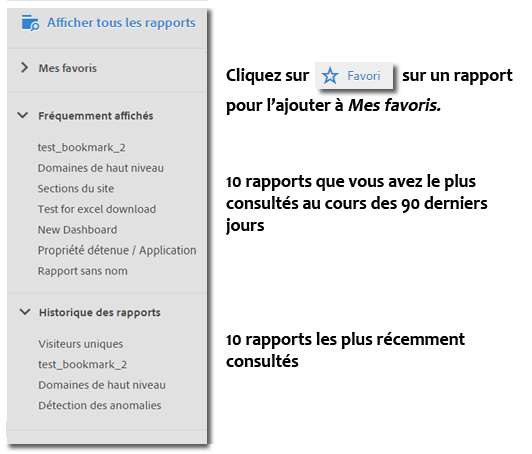 Afficher tous les rapports
Mes favoris
Fréquemment affichés
test_bookmark_2
Domaines de haut niveau
Sections du site
Test for excel download
New Dashboard
Propriété détenue / Application
Rapport sans nom
Historique des rapports
Visiteurs uniques
test_bookmark_2
Domaines de haut niveau
Détection des anomalies
Cliquez sur Favori sur un rapport
pour l'ajouter à Mes favoris.
10 rapports que vous avez le plus
consultés au cours des 90 derniers
jours
10 rapports les plus récemment
consultés